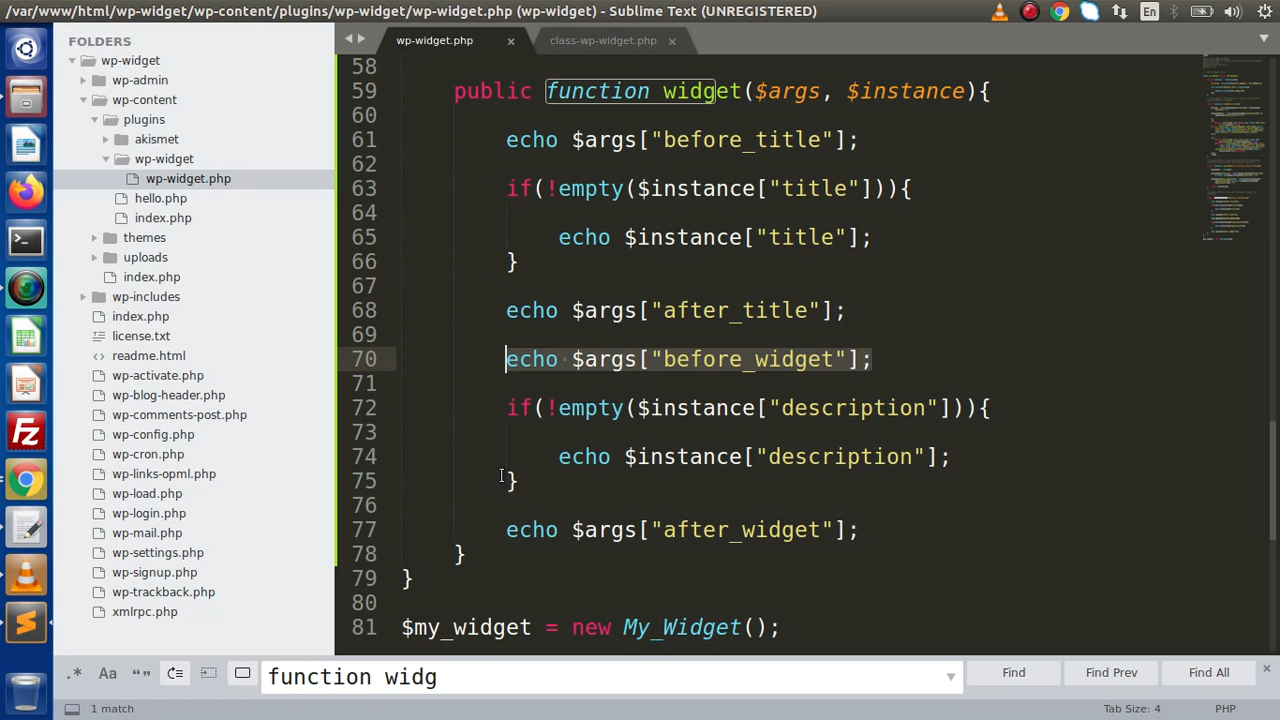 /var/www/html/wp-widget/wp-content/plugins/wp-widget/wp-widget.php (wp-widget) - Sublime Text (UNREGISTERED)
En
FOLDERS
wp-widget
wp-admin
wp-content
plugins
akismet
wp-widget
wp-widget.php
hello.php
index.php
themes
uploads
index.php
wp-includes
index.php
license.txt
readme.html
wp-activate.php
wp-blog-header.php
wp-comments-post.php
wp-config.php
wp-cron.php
wp-links-opml.php
wp-load.php
wp-login.php
wp-mail.php
wp-settings.php
wp-signup.php
wp-trackback.php
xmlrpc.php
wp-widget.php
class-wp-widget.php
58
59 public function widget($args, $instance){
60
61 echo $args["before_title"];
62
63 if(!empty($instance["title"])){
64
65 echo $instance["title"];
66 }
67
68 echo $args["after_title"];
69
70 echo $args["before_widget"];
71
72 if(!empty($instance["description"])){
73
74 echo $instance["description"];
75 }
76
77 echo $args["after_widget"];
78 }
79 }
80
81 $my_widget = new My_Widget();
.* Aa “” function widg Find Find Prev Find All
1 match Tab Size: 4 PHP